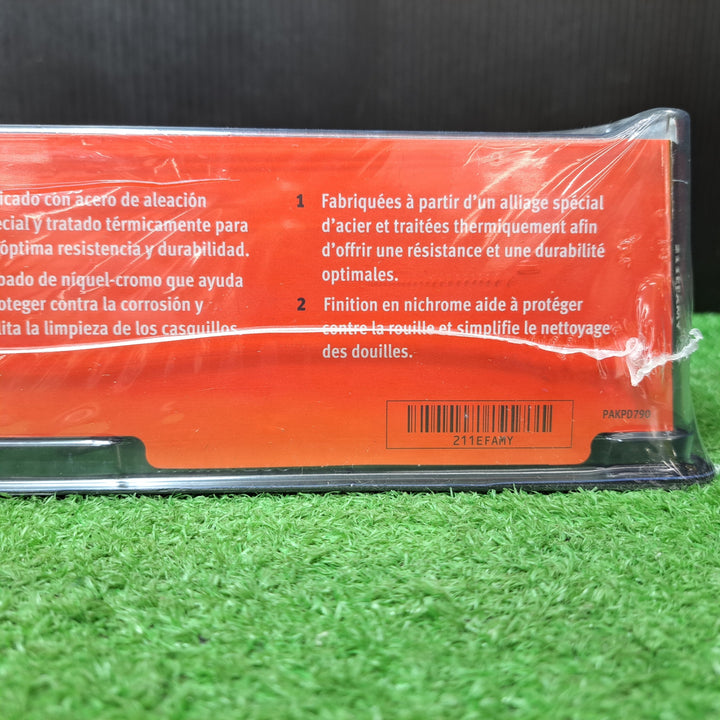 icado con acero de aleación
ecial y tratado térmicamente para
óptima resistencia y durabilidad.
bado de níquel-cromo que ayuda
roteger contra la corrosión y
lita la limpieza de los casquillos.
1 Fabriquées à partir d'un alliage spécial
d'acier et traitées thermiquement afin
d'offrir une résistance et une durabilité
optimales.
2 Finition en nichrome aide à protéger
contre la rouille et simplifie le nettoyage
des douilles.
211EFAMY
PAKPD790
211EFAMY